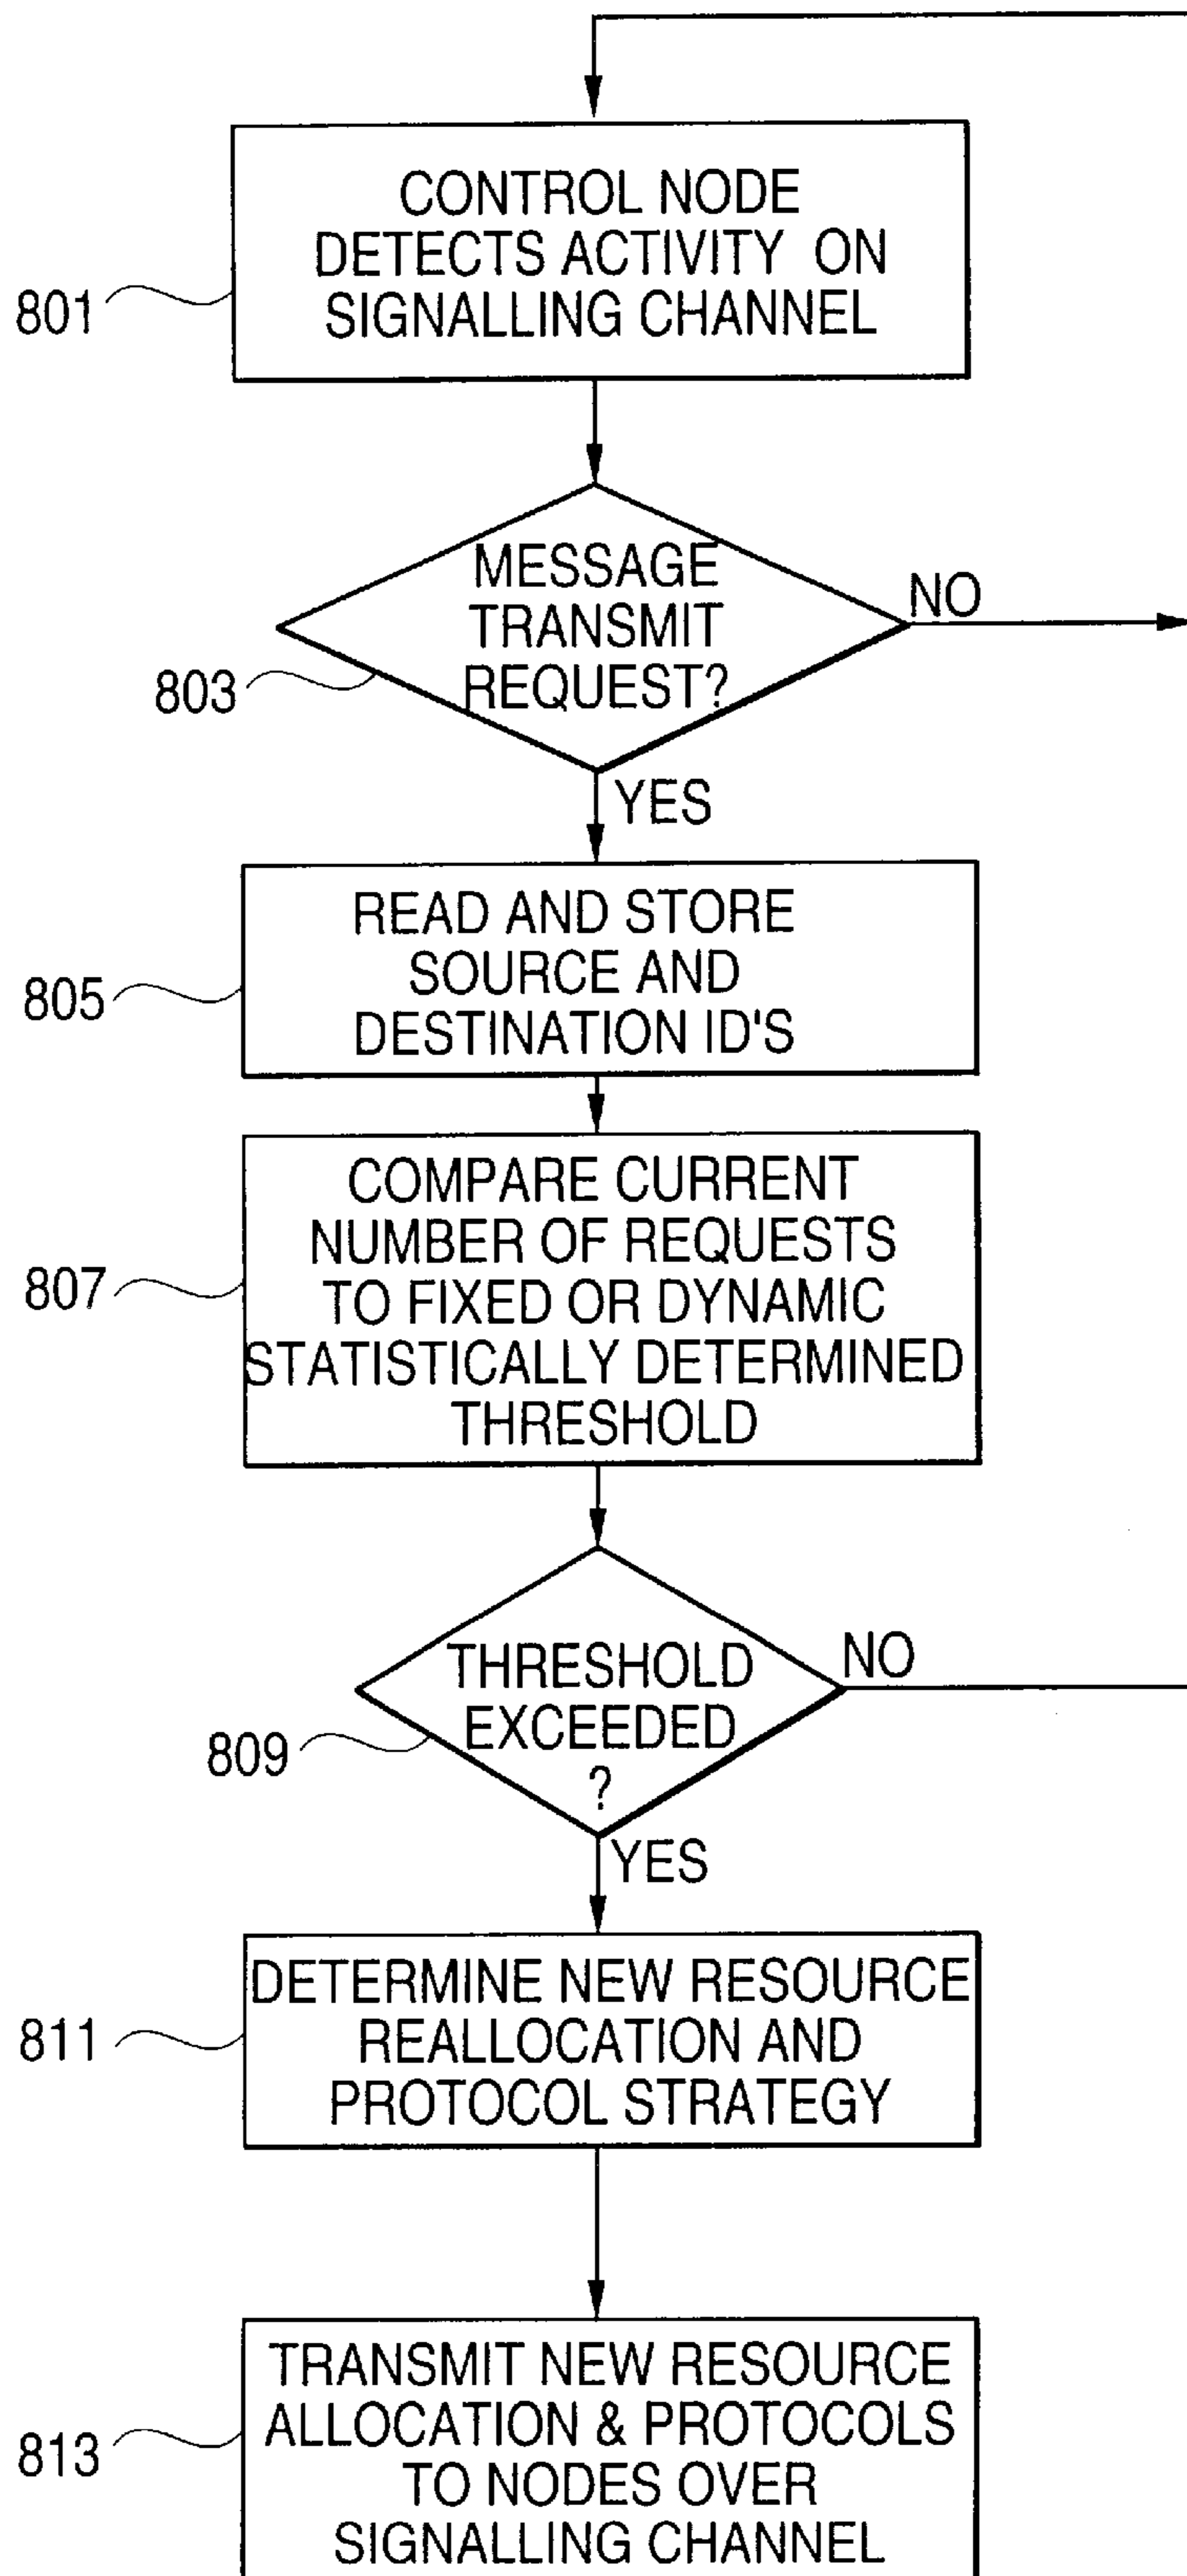 CONTROL NODE
DETECTS ACTIVITY ON
SIGNALLING CHANNEL
801
MESSAGE
TRANSMIT
REQUEST?
NO
803
YES
READ AND STORE
SOURCE AND
DESTINATION ID'S
805
COMPARE CURRENT
NUMBER OF REQUESTS
TO FIXED OR DYNAMIC
STATISTICALLY DETERMINED
THRESHOLD
807
THRESHOLD
EXCEEDED
?
NO
809
YES
DETERMINE NEW RESOURCE
REALLOCATION AND
PROTOCOL STRATEGY
811
TRANSMIT NEW RESOURCE
ALLOCATION & PROTOCOLS
TO NODES OVER
SIGNALLING CHANNEL
813